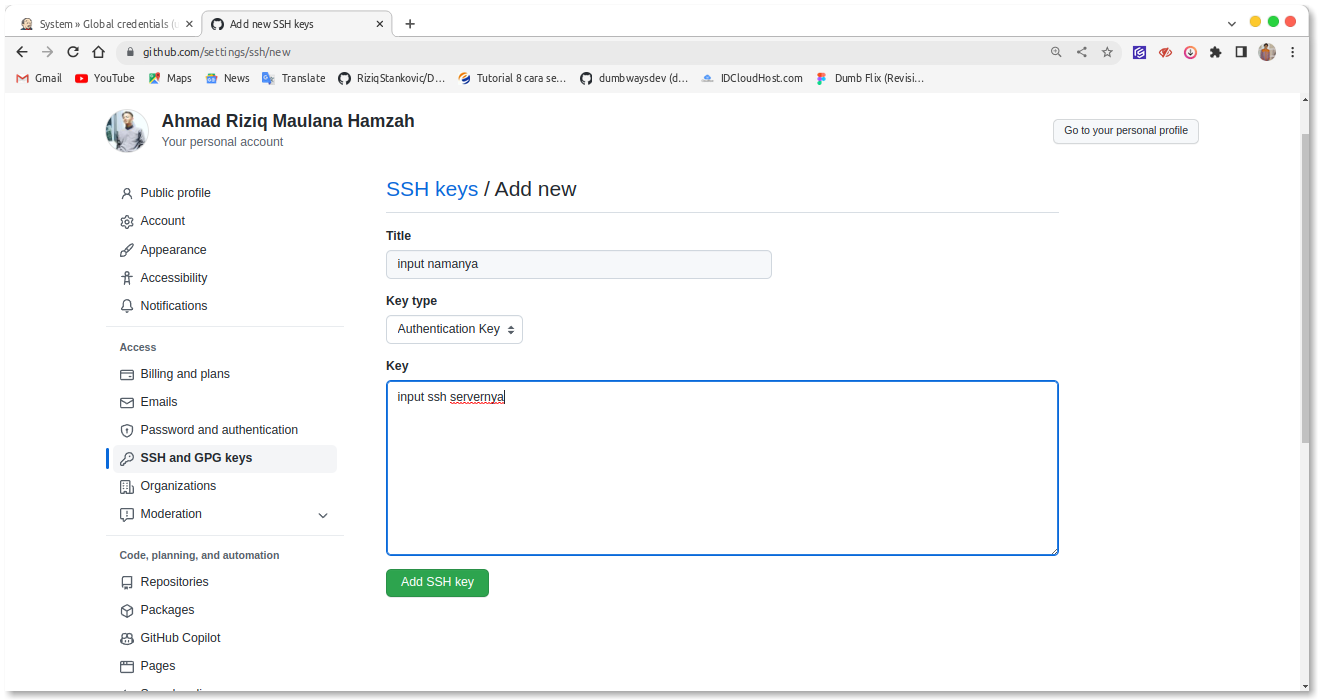 System » Global credentials (u
Add new SSH keys
github.com/settings/ssh/new
Gmail YouTube Maps News Translate RiziqStankovic/D... Tutorial 8 cara se... dumbwaysdev (d... IDCloudHost.com Dumb Flix (Revisi...
Ahmad Riziq Maulana Hamzah
Your personal account
Go to your personal profile
Public profile
Account
Appearance
Accessibility
Notifications
Access
Billing and plans
Emails
Password and authentication
SSH and GPG keys
Organizations
Moderation
Code, planning, and automation
Repositories
Packages
GitHub Copilot
Pages
SSH keys / Add new
Title
input namanya
Key type
Authentication Key
Key
input ssh servernya
Add SSH key